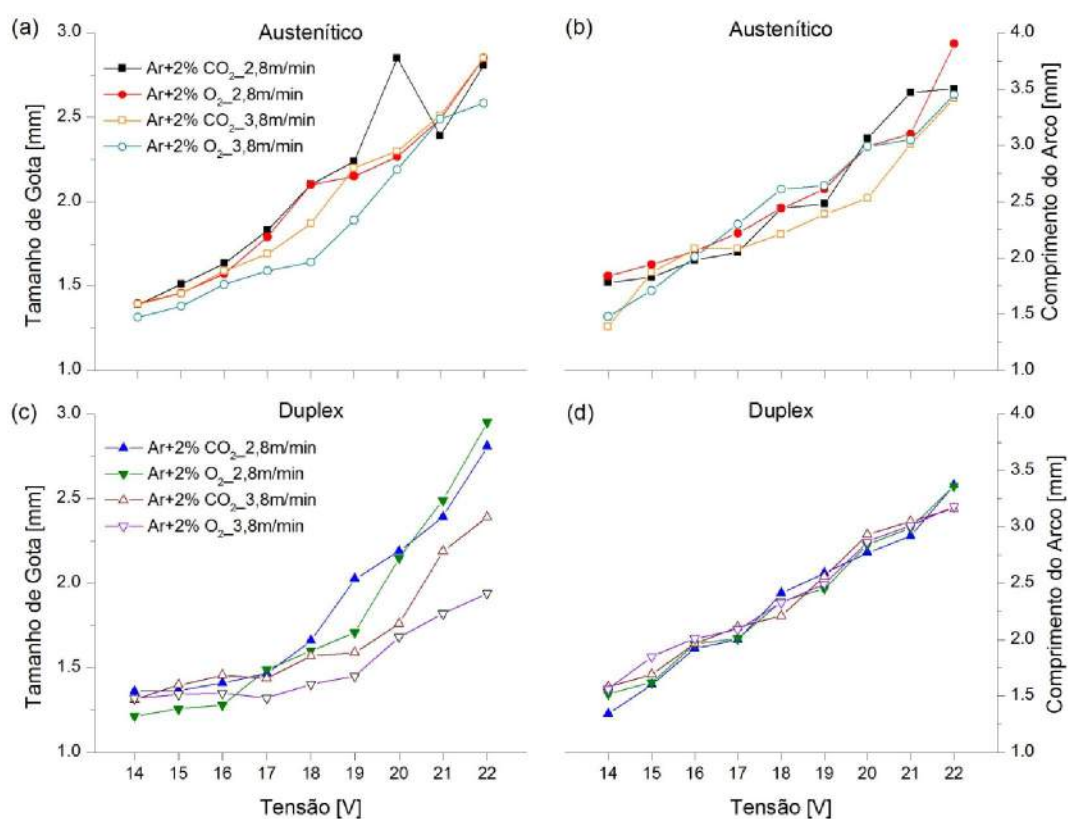 (a)
Austenítico
Ar+2% CO₂_2,8m/min
Ar+2% O₂_2,8m/min
Ar+2% CO₂_3,8m/min
Ar+2% O₂_3,8m/min
3.0
2.5
2.0
1.5
1.0
Tamanho de Gota [mm]
(b)
Austenítico
4.0
3.5
3.0
2.5
2.0
1.5
1.0
Comprimento do Arco [mm]
(c)
Duplex
Ar+2% CO₂_2,8m/min
Ar+2% O₂_2,8m/min
Ar+2% CO₂_3,8m/min
Ar+2% O₂_3,8m/min
3.0
2.5
2.0
1.5
1.0
Tamanho de Gota [mm]
14 15 16 17 18 19 20 21 22
Tensão [V]
(d)
Duplex
4.0
3.5
3.0
2.5
2.0
1.5
1.0
Comprimento do Arco [mm]
14 15 16 17 18 19 20 21 22
Tensão [V]